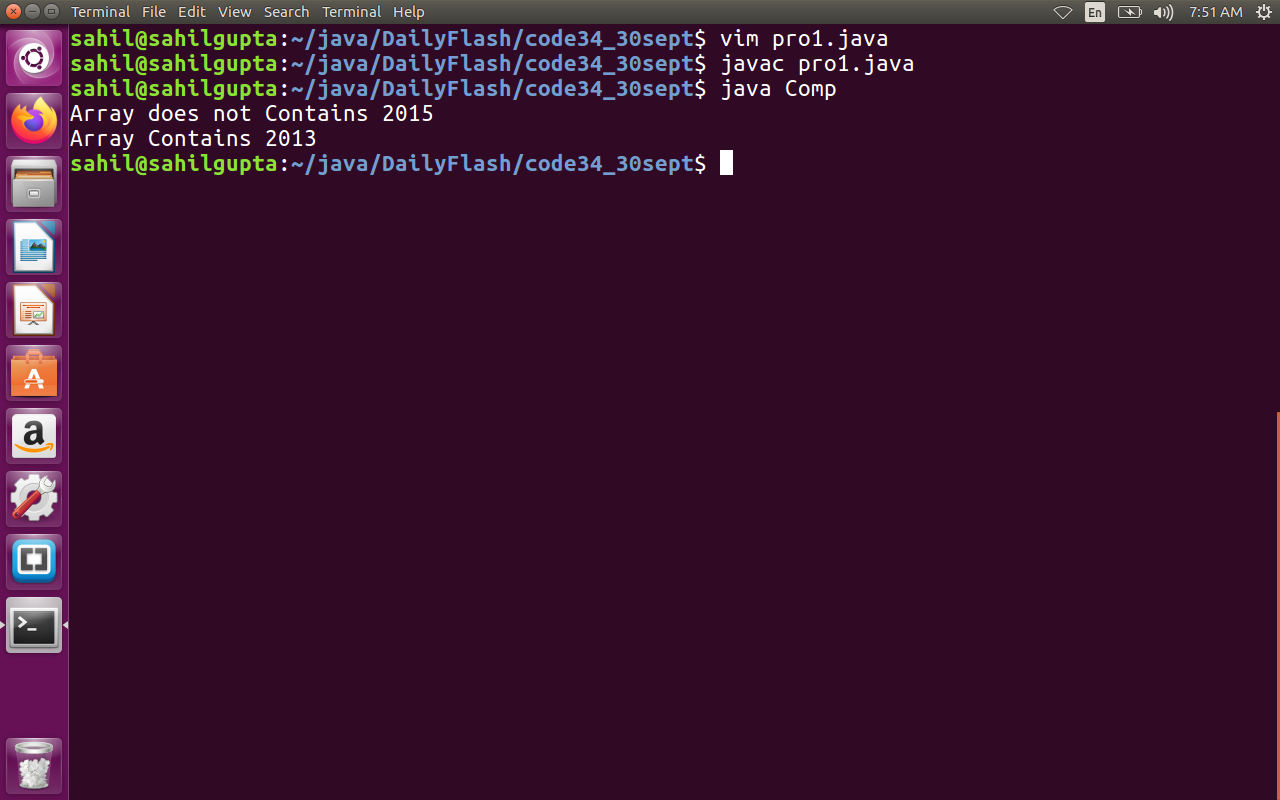 Terminal File Edit View Search Terminal Help En 7:51 AM
sahil@sahilgupta:~/java/DailyFlash/code34_30sept$ vim pro1.java
sahil@sahilgupta:~/java/DailyFlash/code34_30sept$ javac pro1.java
sahil@sahilgupta:~/java/DailyFlash/code34_30sept$ java Comp
Array does not Contains 2015
Array Contains 2013
sahil@sahilgupta:~/java/DailyFlash/code34_30sept$